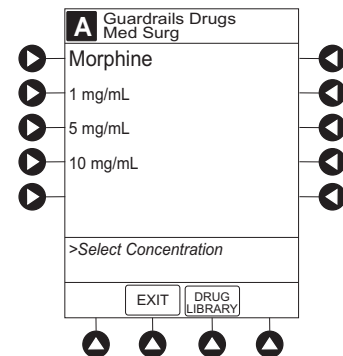 A Guardrails Drugs
Med Surg
Morphine
1 mg/mL
5 mg/mL
10 mg/mL
>Select Concentration
EXIT
DRUG
LIBRARY